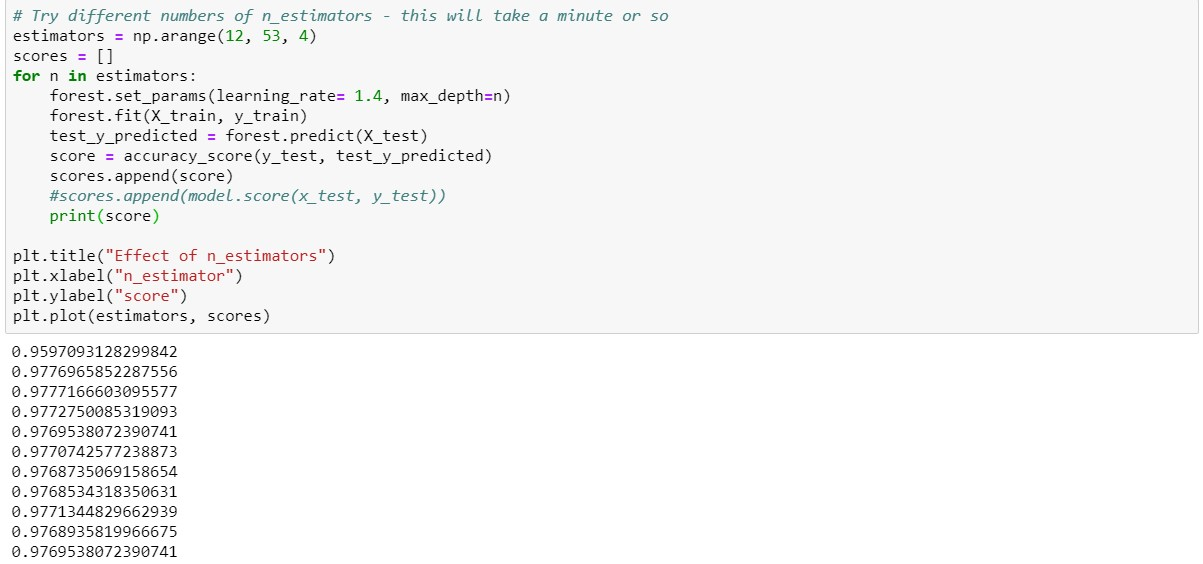 # Try different numbers of n_estimators - this will take a minute or so
estimators = np.arange(12, 53, 4)
scores = []
for n in estimators:
    forest.set_params(learning_rate= 1.4, max_depth=n)
    forest.fit(X_train, y_train)
    test_y_predicted = forest.predict(X_test)
    score = accuracy_score(y_test, test_y_predicted)
    scores.append(score)
    #scores.append(model.score(x_test, y_test))
    print(score)

plt.title("Effect of n_estimators")
plt.xlabel("n_estimator")
plt.ylabel("score")
plt.plot(estimators, scores)
0.9597093128299842
0.9776965852287556
0.9777166603095577
0.9772750085319093
0.9769538072390741
0.9770742577238873
0.9768735069158654
0.9768534318350631
0.9771344829662939
0.9768935819966675
0.9769538072390741